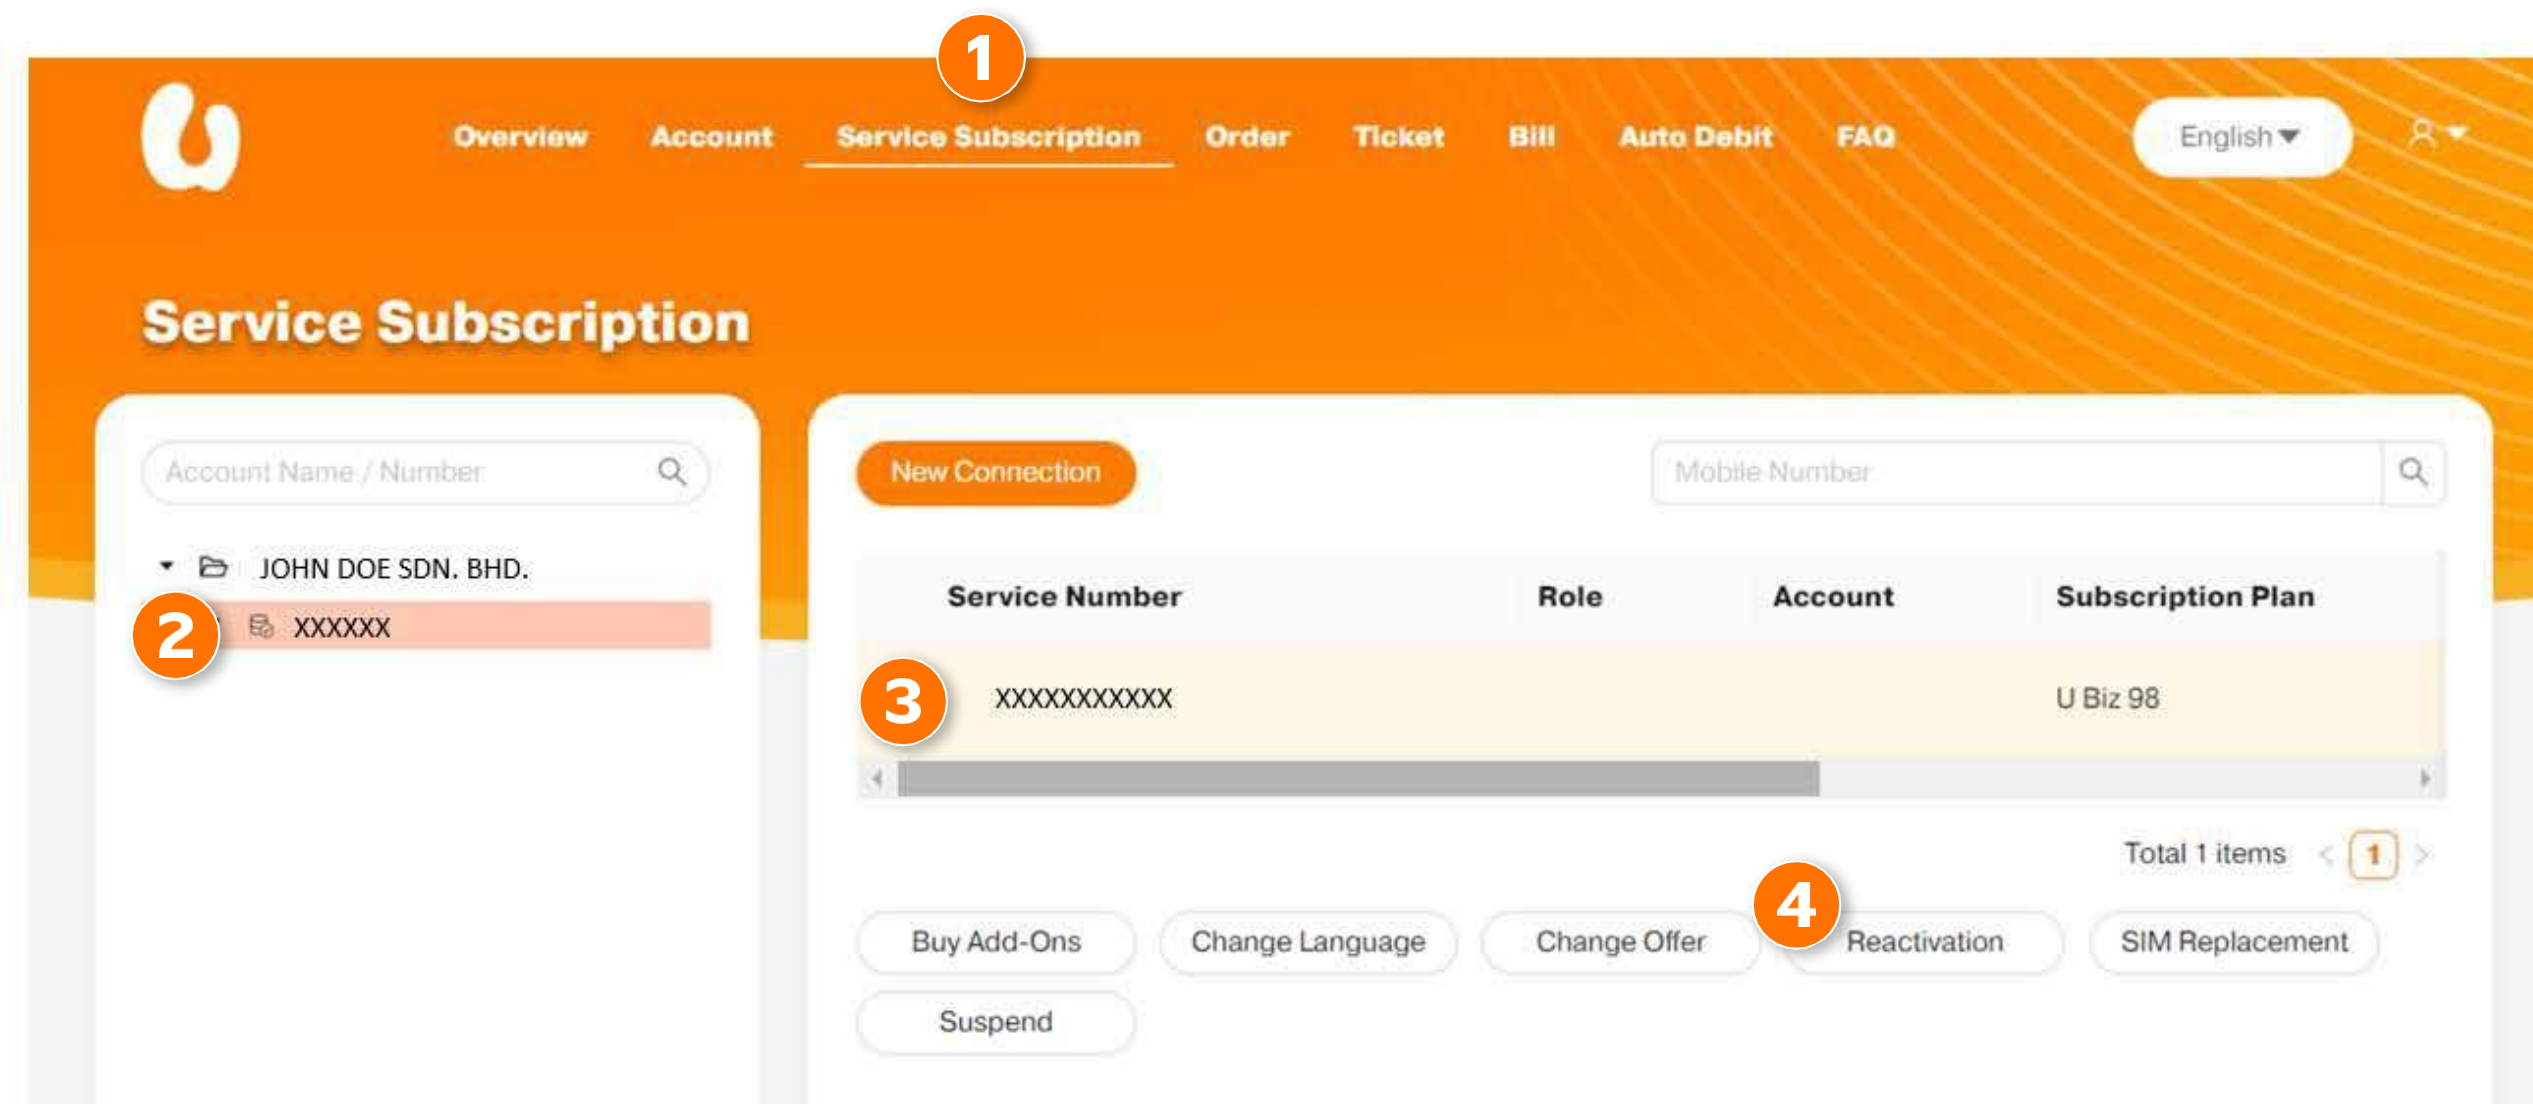 1
Overview Account Service Subscription Order Ticket Bill Auto Debit FAQ English
Service Subscription
Account Name / Number
JOHN DOE SDN. BHD.
2 XXXXXX
New Connection Mobile Number
Service Number Role Account Subscription Plan
3 XXXXXXXXXXX U Biz 98
Total 1 items < 1 >
4
Buy Add-Ons Change Language Change Offer Reactivation SIM Replacement
Suspend